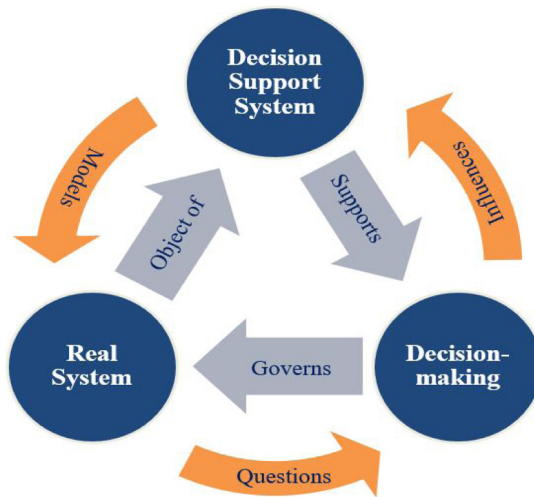 Decision
Support
System
Models
Influences
Object of
Supports
Real
System
Governs
Decision-
making
Questions